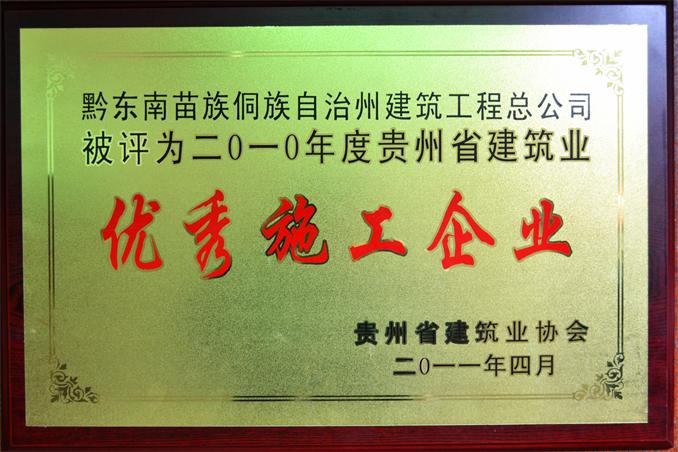 黔东南苗族侗族自治州建筑工程总公司
被评为二0一0年度贵州省建筑业
优秀施工企业
贵州省建筑业协会
二0一一年四月